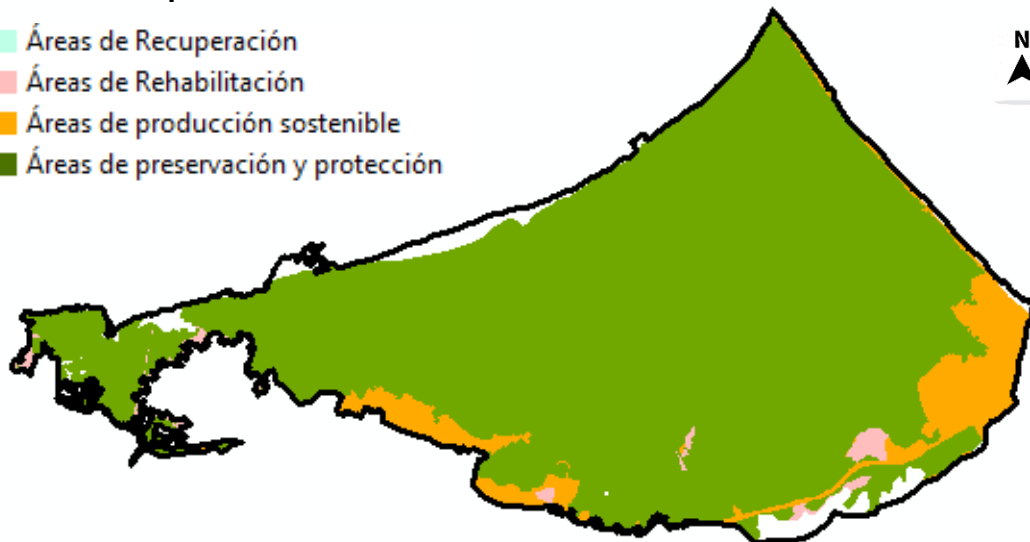 Áreas de Recuperación
Áreas de Rehabilitación
Áreas de producción sostenible
Áreas de preservación y protección
N